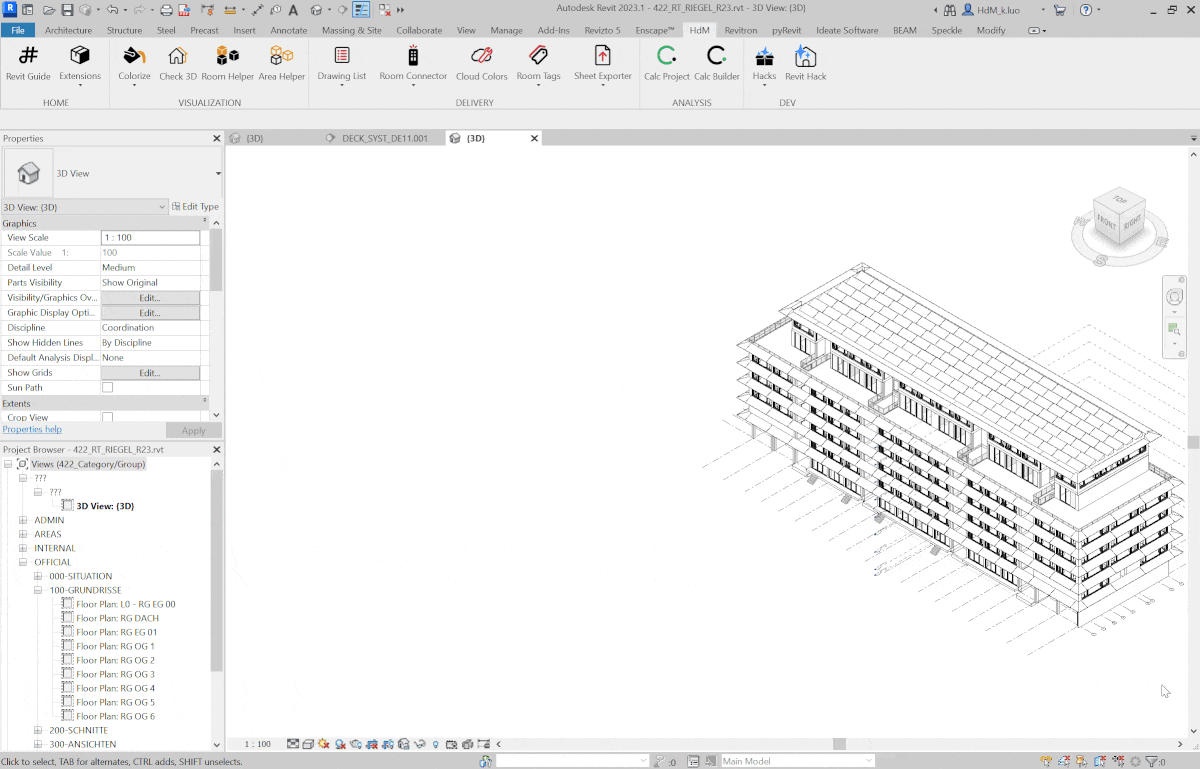 Autodesk Revit 2023.1 - 422_RT_RIEGEL_R23.rvt - 3D View: {3D}
HdM_k.luo
File Architecture Structure Steel Precast Insert Annotate Massing & Site Collaborate View Manage Add-Ins Revizto 5 Enscape™ HdM Revitron pyRevit Ideate Software BEAM Speckle Modify
Revit Guide Extensions Colorize Check 3D Room Helper Area Helper Drawing List Room Connector Cloud Colors Room Tags Sheet Exporter Calc Project Calc Builder Hacks Revit Hack
HOME VISUALIZATION DELIVERY ANALYSIS DEV
Properties
{3D} DECK_SYST_DE11.001 {3D}
3D View
3D View: {3D} Edit Type
Graphics
View Scale 1 : 100
Scale Value 1: 100
Detail Level Medium
Parts Visibility Show Original
Visibility/Graphics Ov... Edit...
Graphic Display Opti... Edit...
Discipline Coordination
Show Hidden Lines By Discipline
Default Analysis Displ... None
Show Grids Edit...
Sun Path
Extents
Crop View
Properties help Apply
TOP
FRONT RIGHT
S
Project Browser - 422_RT_RIEGEL_R23.rvt
Views (422_Category/Group)
???
???
3D View: {3D}
ADMIN
AREAS
INTERNAL
OFFICIAL
000-SITUATION
100-GRUNDRISSE
Floor Plan: L0 - RG EG 00
Floor Plan: RG DACH
Floor Plan: RG EG 01
Floor Plan: RG OG 1
Floor Plan: RG OG 2
Floor Plan: RG OG 3
Floor Plan: RG OG 4
Floor Plan: RG OG 5
Floor Plan: RG OG 6
200-SCHNITTE
300-ANSICHTEN
1 : 100
Click to select, TAB for alternates, CTRL adds, SHIFT unselects. :0 Main Model :0